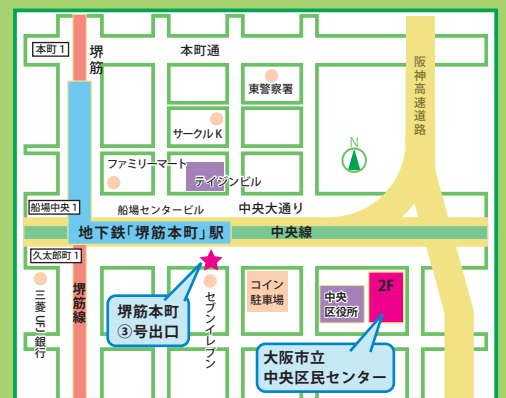 本町1
堺筋
本町通
阪神高速道路
東警察署
サークルK
N
ファミリーマート
テイジンビル
船場中央1
船場センタービル
中央大通り
地下鉄「堺筋本町」駅
中央線
久太郎町1
三菱UFJ銀行
堺筋線
堺筋本町
③号出口
セブンイレブン
コイン
駐車場
中央
区役所
2F
大阪市立
中央区民センター